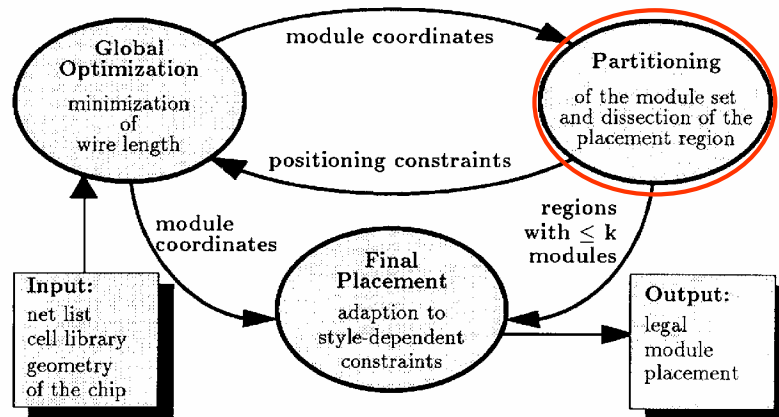 Global
Optimization
minimization
of
wire length
module coordinates
Partitioning
of the module set
and dissection of the
placement region
positioning constraints
module
coordinates
regions
with ≤ k
modules
Final
Placement
adaption to
style-dependent
constraints
Input:
net list
cell library
geometry
of the chip
Output:
legal
module
placement